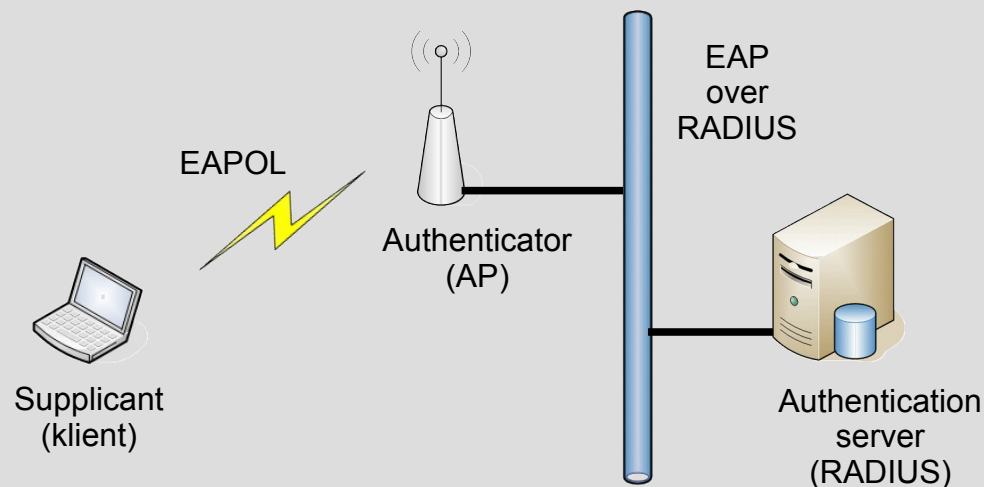 EAP
over
RADIUS
EAPOL
Authenticator
(AP)
Supplicant
(klient)
Authentication
server
(RADIUS)